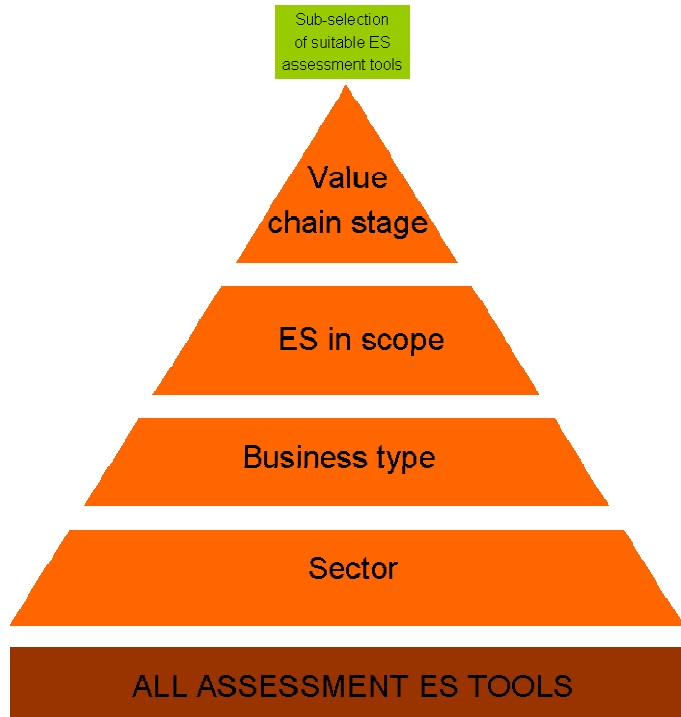 Sub-selection
of suitable ES
assessment tools
Value
chain stage
ES in scope
Business type
Sector
ALL ASSESSMENT ES TOOLS